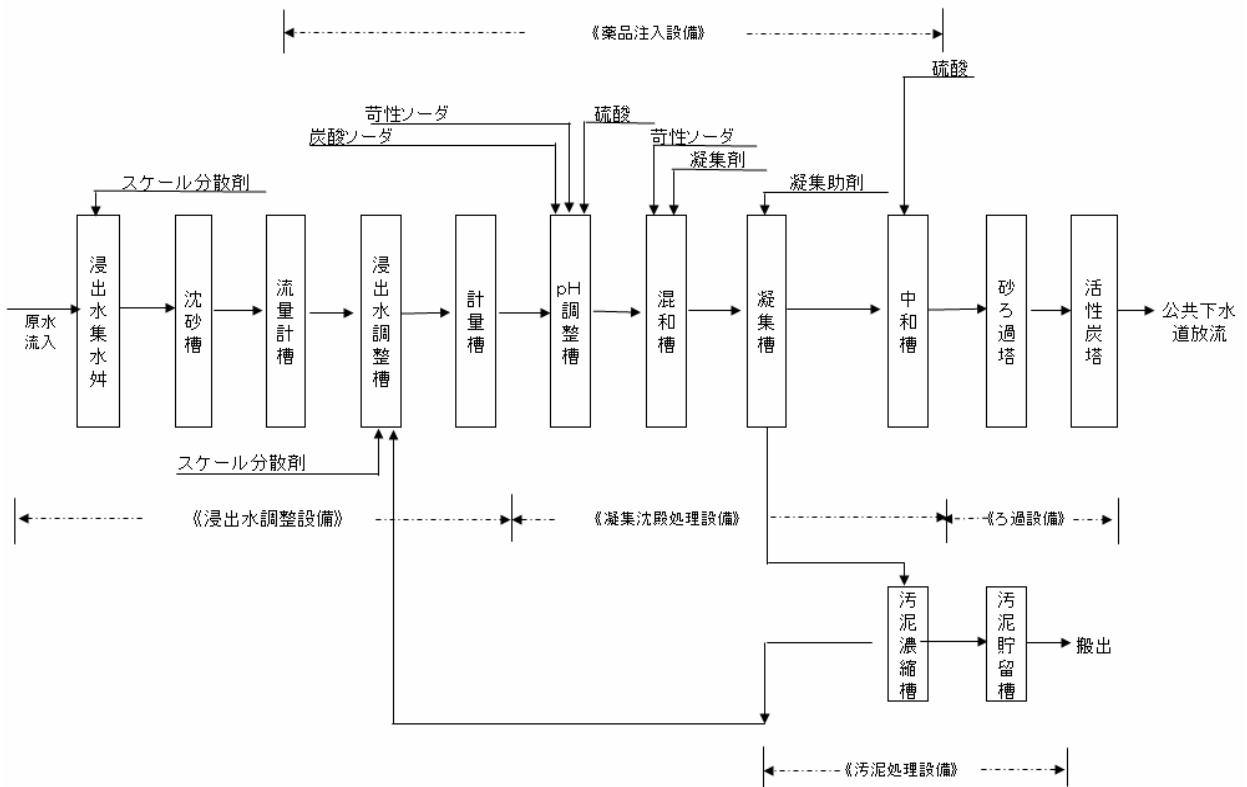 《薬品注入設備》
硫酸
苛性ソーダ
硫酸
炭酸ソーダ
苛性ソーダ
凝集剤
スケール分散剤
凝集助剤
原水
流入
浸出水集水舛
沈砂槽
流量計槽
浸出水調整槽
計量槽
pH調整槽
混和槽
凝集槽
中和槽
砂ろ過塔
活性炭塔
公共下水
道放流
スケール分散剤
《浸出水調整設備》
《凝集沈殿処理設備》
《ろ過設備》
汚泥濃縮槽
汚泥貯留槽
搬出
《汚泥処理設備》